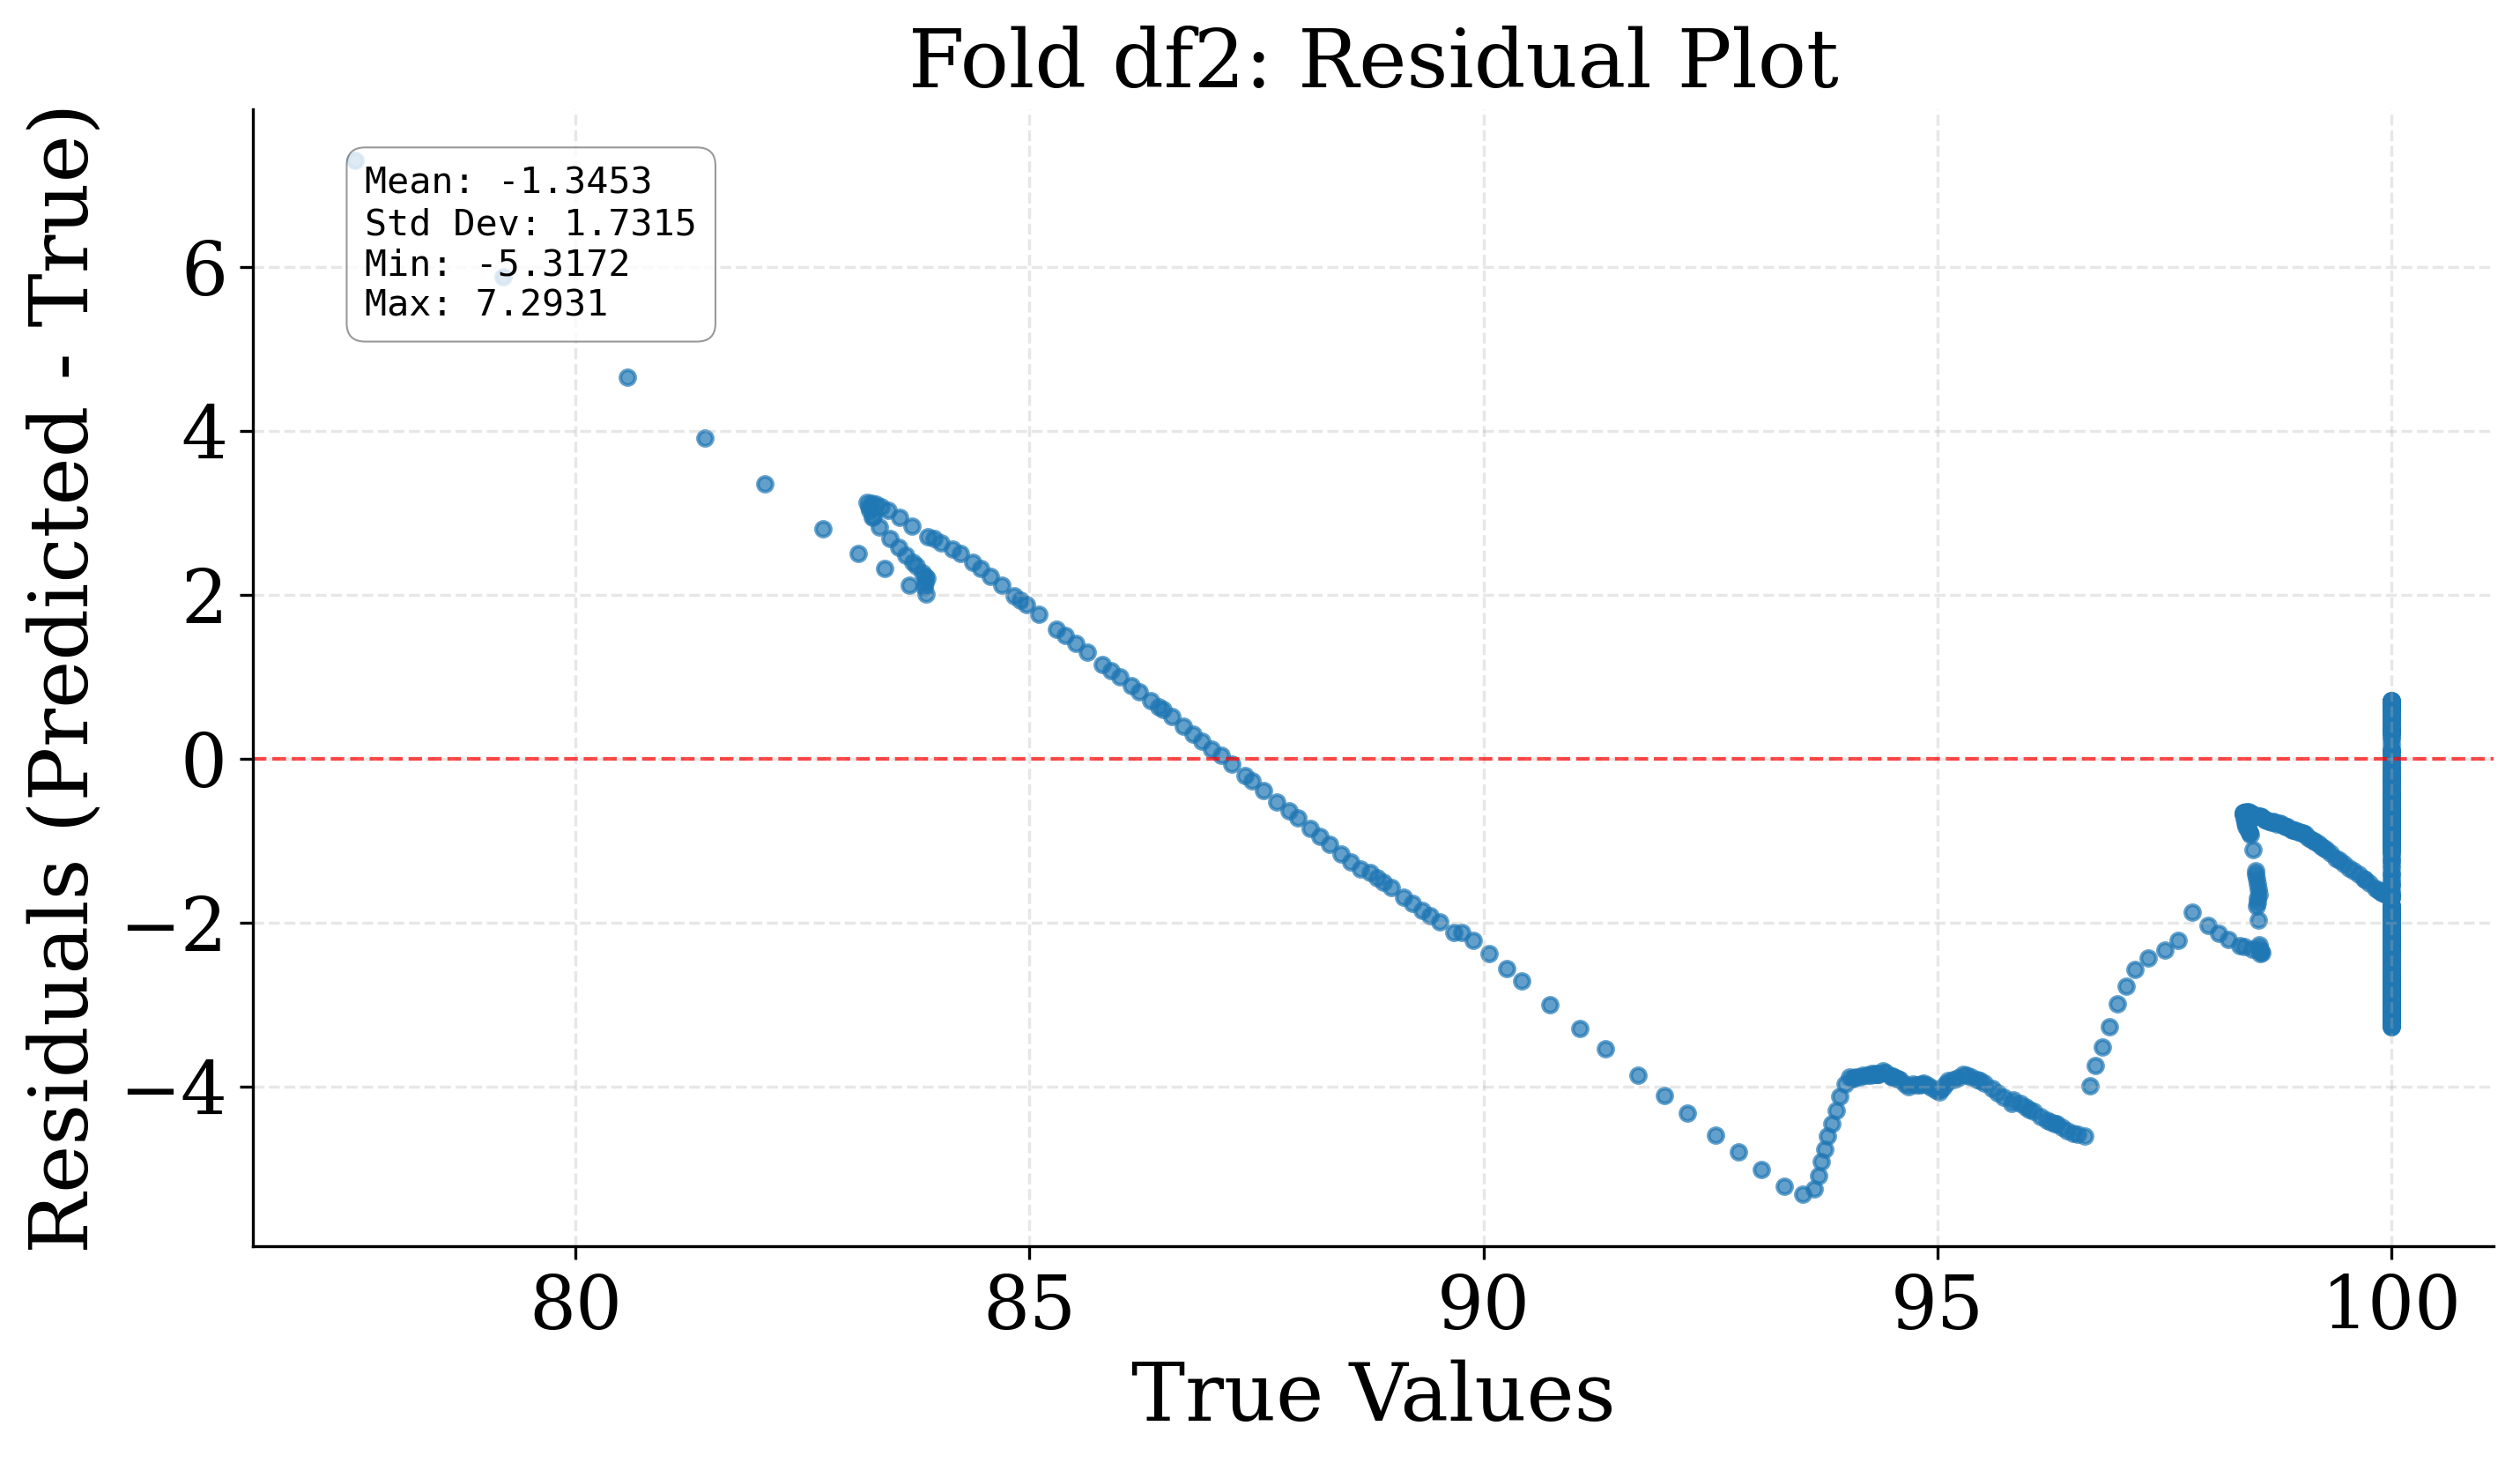 Fold df2: Residual Plot
Residuals (Predicted - True)
Mean: -1.3453
Std Dev: 1.7315
Min: -5.3172
Max: 7.2931
6
4
2
0
−2
−4
80 85 90 95 100
True Values